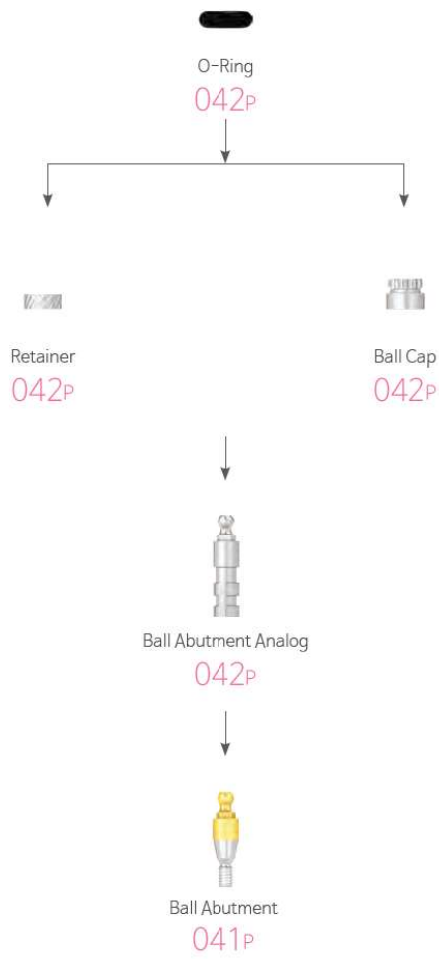 O-Ring
042P
Retainer
042P
Ball Cap
042P
Ball Abutment Analog
042P
Ball Abutment
041P